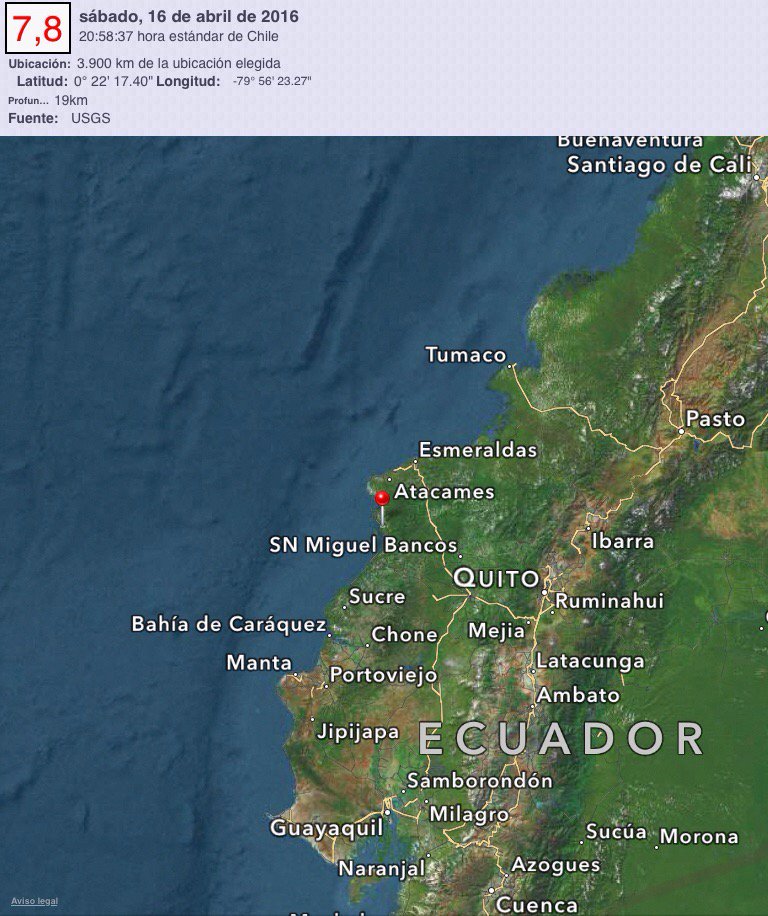 7,8
sábado, 16 de abril de 2016
20:58:37 hora estándar de Chile
Ubicación: 3.900 km de la ubicación elegida
Latitud: 0° 22' 17.40" Longitud: -79° 56' 23.27"
Profun... 19km
Fuente: USGS
Buenaventura
Santiago de Cali
Tumaco
Pasto
Esmeraldas
Atacames
Ibarra
SN Miguel Bancos
QUITO
Sucre
Ruminahui
Bahía de Caráquez
Chone
Mejia
Manta
Latacunga
Portoviejo
Ambato
Jipijapa
ECUADOR
Samborondón
Milagro
Guayaquil
Sucúa
Morona
Naranjal
Azogues
Aviso legal
Cuenca